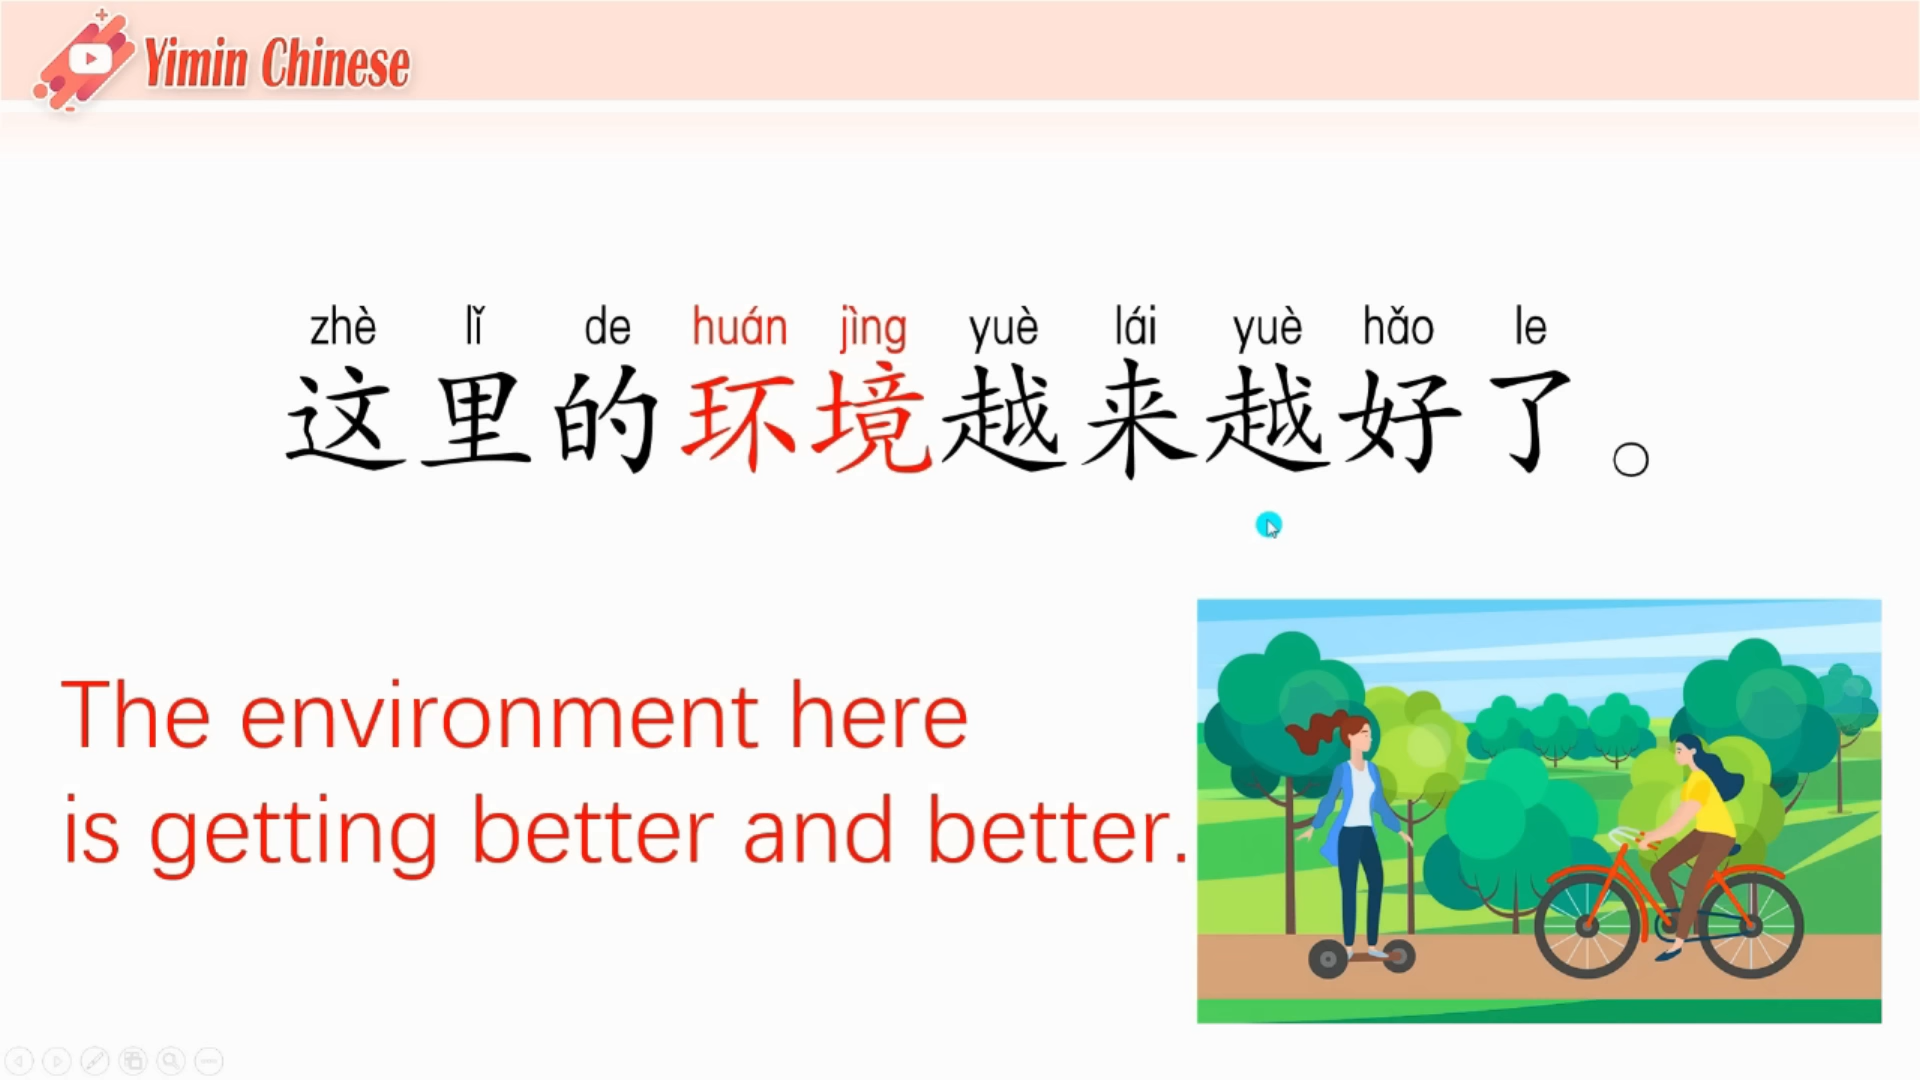 Yimin Chinese
zhè lǐ de huán jìng yuè lái yuè hǎo le
这里的环境越来越好了。
The environment here
is getting better and better.